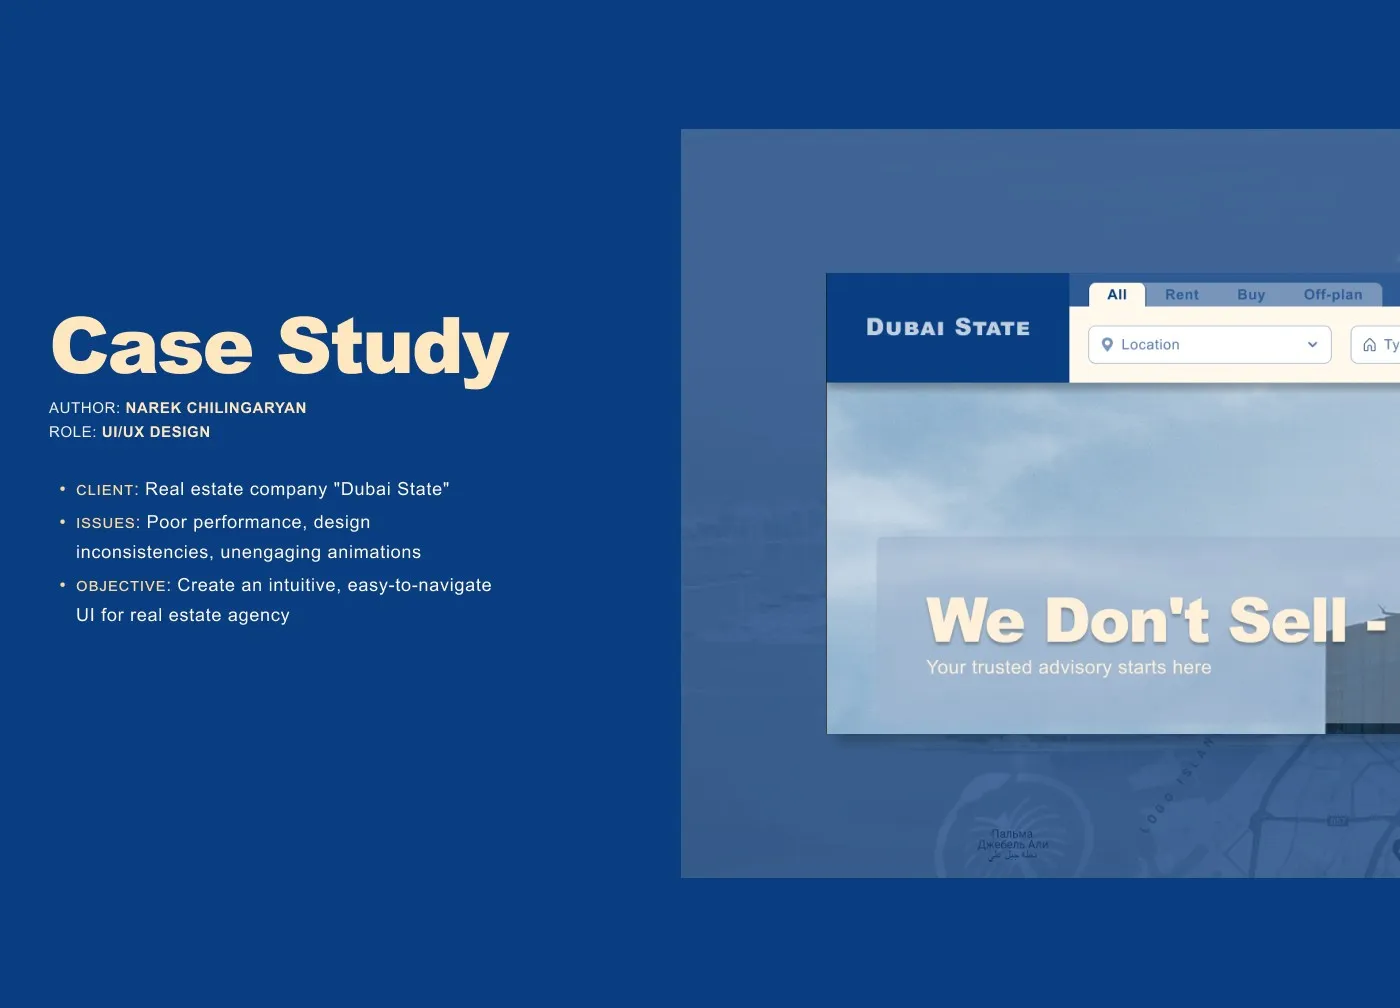 Case Study
AUTHOR: NAREK CHILINGARYAN
ROLE: UI/UX DESIGN
• CLIENT: Real estate company "Dubai State"
• ISSUES: Poor performance, design
inconsistencies, unengaging animations
• OBJECTIVE: Create an intuitive, easy-to-navigate
UI for real estate agency
DUBAI STATE
All Rent Buy Off-plan
Location Ty
We Don't Sell -
Your trusted advisory starts here
Пальма
Джебель Али
نخلة جبل علي